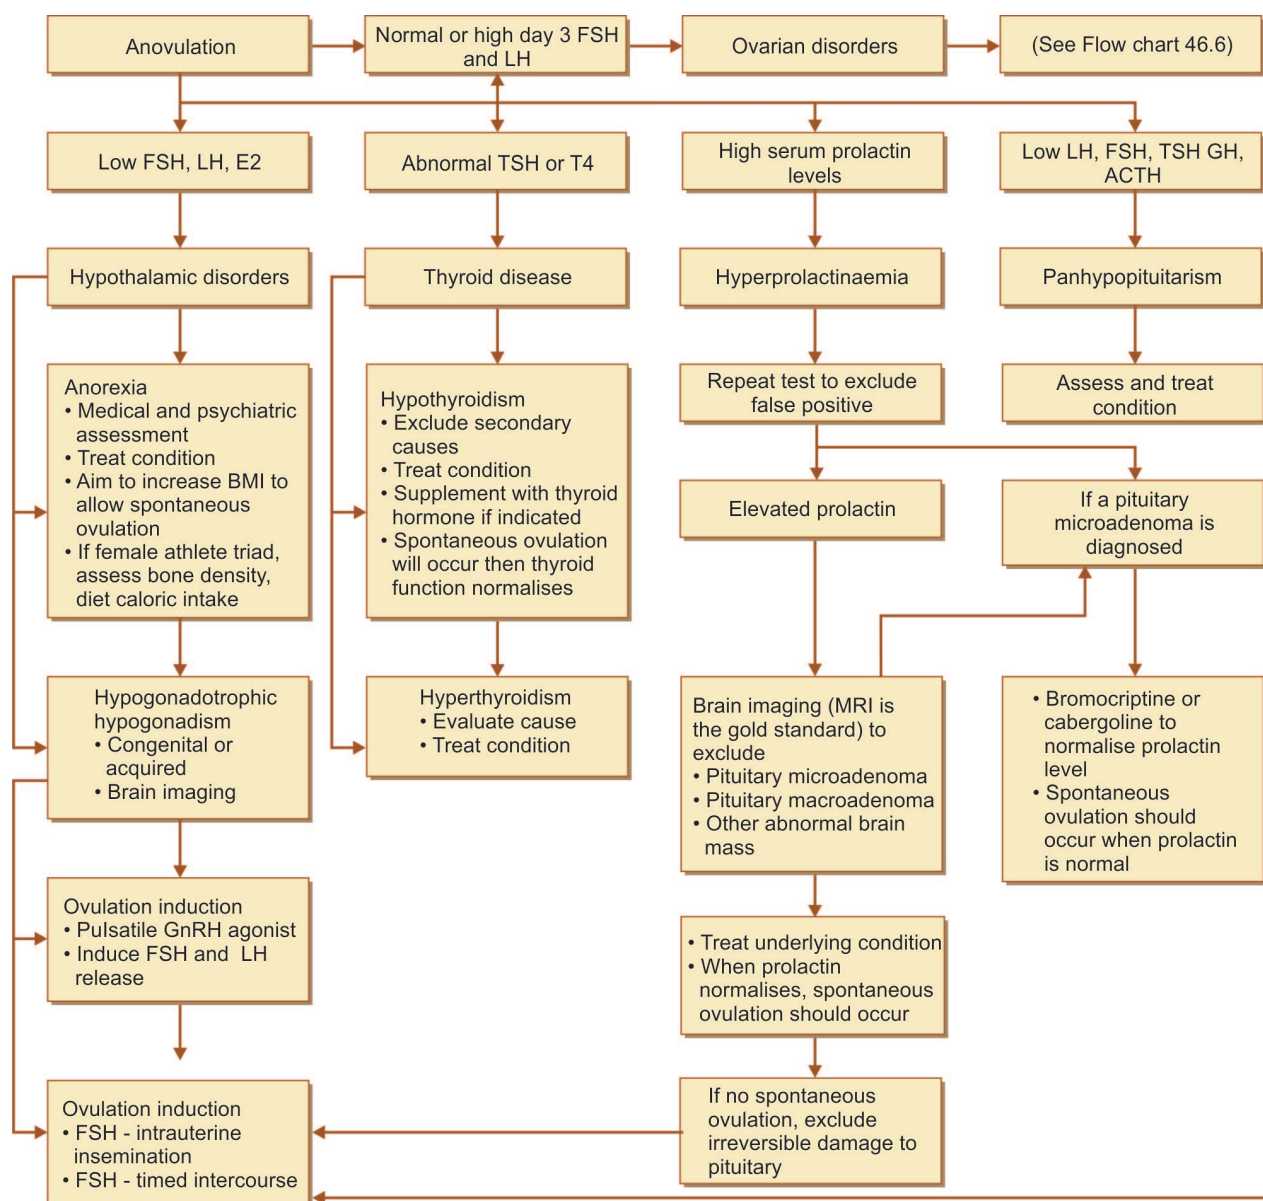 Anovulation
Normal or high day 3 FSH
and LH
Ovarian disorders
(See Flow chart 46.6)
Low FSH, LH, E2
Abnormal TSH or T4
High serum prolactin
levels
Low LH, FSH, TSH GH,
ACTH
Hypothalamic disorders
Thyroid disease
Hyperprolactinaemia
Panhypopituitarism
Anorexia
• Medical and psychiatric
assessment
• Treat condition
• Aim to increase BMI to
allow spontaneous
ovulation
• If female athlete triad,
assess bone density,
diet caloric intake
Hypothyroidism
• Exclude secondary
causes
• Treat condition
• Supplement with thyroid
hormone if indicated
• Spontaneous ovulation
will occur then thyroid
function normalises
Repeat test to exclude
false positive
Assess and treat
condition
Elevated prolactin
If a pituitary
microadenoma is
diagnosed
Hypogonadotrophic
hypogonadism
• Congenital or
acquired
• Brain imaging
Hyperthyroidism
• Evaluate cause
• Treat condition
Brain imaging (MRI is
the gold standard) to
exclude
• Pituitary microadenoma
• Pituitary macroadenoma
• Other abnormal brain
mass
• Bromocriptine or
cabergoline to
normalise prolactin
level
• Spontaneous
ovulation should
occur when prolactin
is normal
Ovulation induction
• Pulsatile GnRH agonist
• Induce FSH and LH
release
• Treat underlying condition
• When prolactin
normalises, spontaneous
ovulation should occur
Ovulation induction
• FSH - intrauterine
insemination
• FSH - timed intercourse
If no spontaneous
ovulation, exclude
irreversible damage to
pituitary